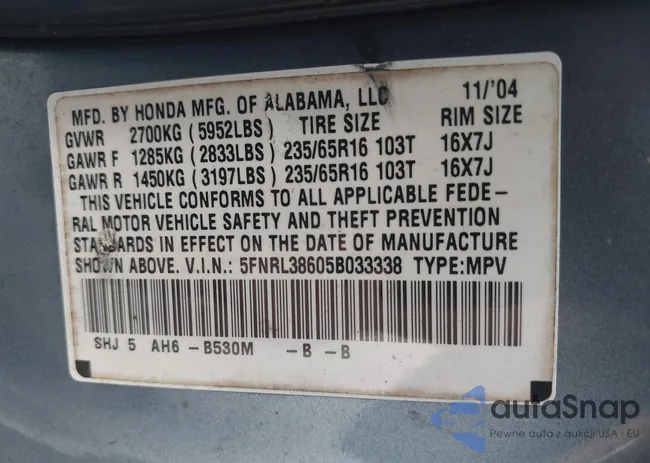 MFD. BY HONDA MFG. OF ALABAMA, LLC 11/'04
GVWR 2700KG (5952LBS) TIRE SIZE RIM SIZE
GAWR F 1285KG (2833LBS) 235/65R16 103T 16X7J
GAWR R 1450KG (3197LBS) 235/65R16 103T 16X7J
THIS VEHICLE CONFORMS TO ALL APPLICABLE FEDE-
RAL MOTOR VEHICLE SAFETY AND THEFT PREVENTION
STANDARDS IN EFFECT ON THE DATE OF MANUFACTURE
SHOWN ABOVE. V.I.N.: 5FNRL38605B033338 TYPE:MPV
SHJ 5 AH6 -B530M -B -B
autaSnap
Pewne auta z aukcji USA i EU